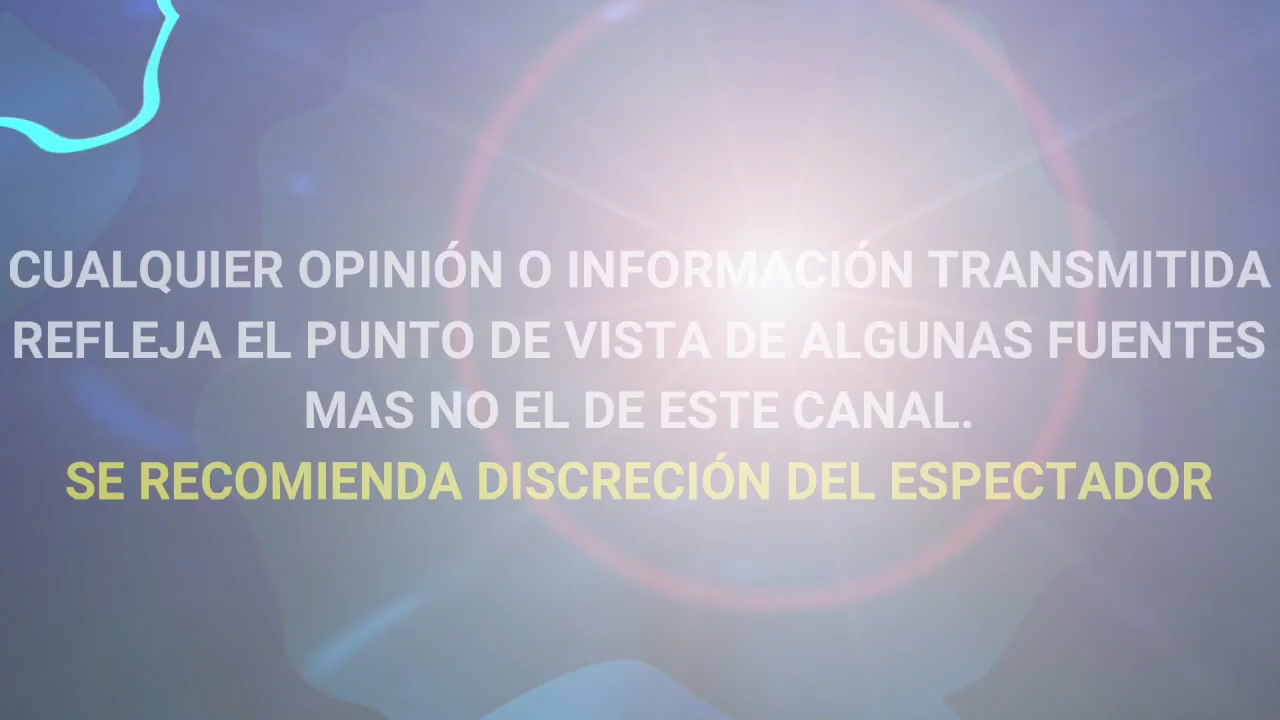 CUALQUIER OPINIÓN O INFORMACIÓN TRANSMITIDA
REFLEJA EL PUNTO DE VISTA DE ALGUNAS FUENTES
MAS NO EL DE ESTE CANAL.
SE RECOMIENDA DISCRECIÓN DEL ESPECTADOR